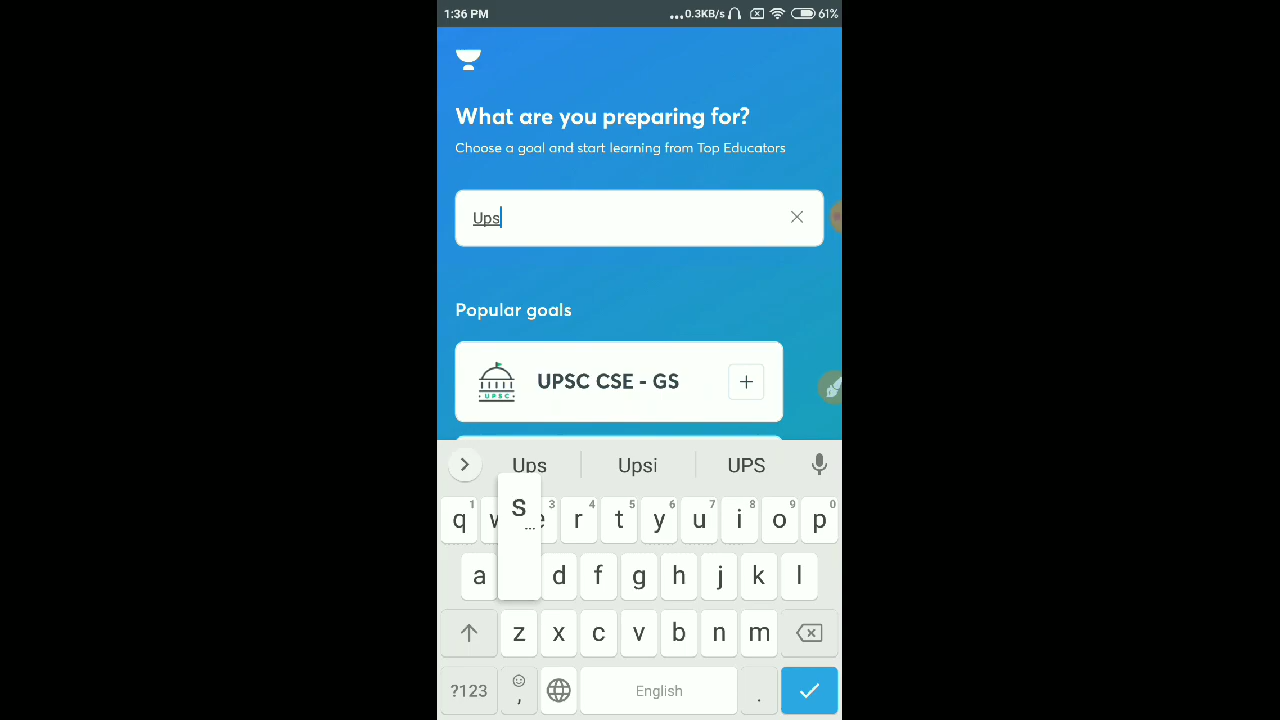 1:36 PM
...0.3KB/s
61%
What are you preparing for?
Choose a goal and start learning from Top Educators
Ups
Popular goals
UPSC
UPSC CSE - GS
+
Ups Upsi UPS
s
...
q 1 w e 3 r 4 t 5 y 6 u 7 i 8 o 9 p 0
a d f g h j k l
z x c v b n m
?123 , English .